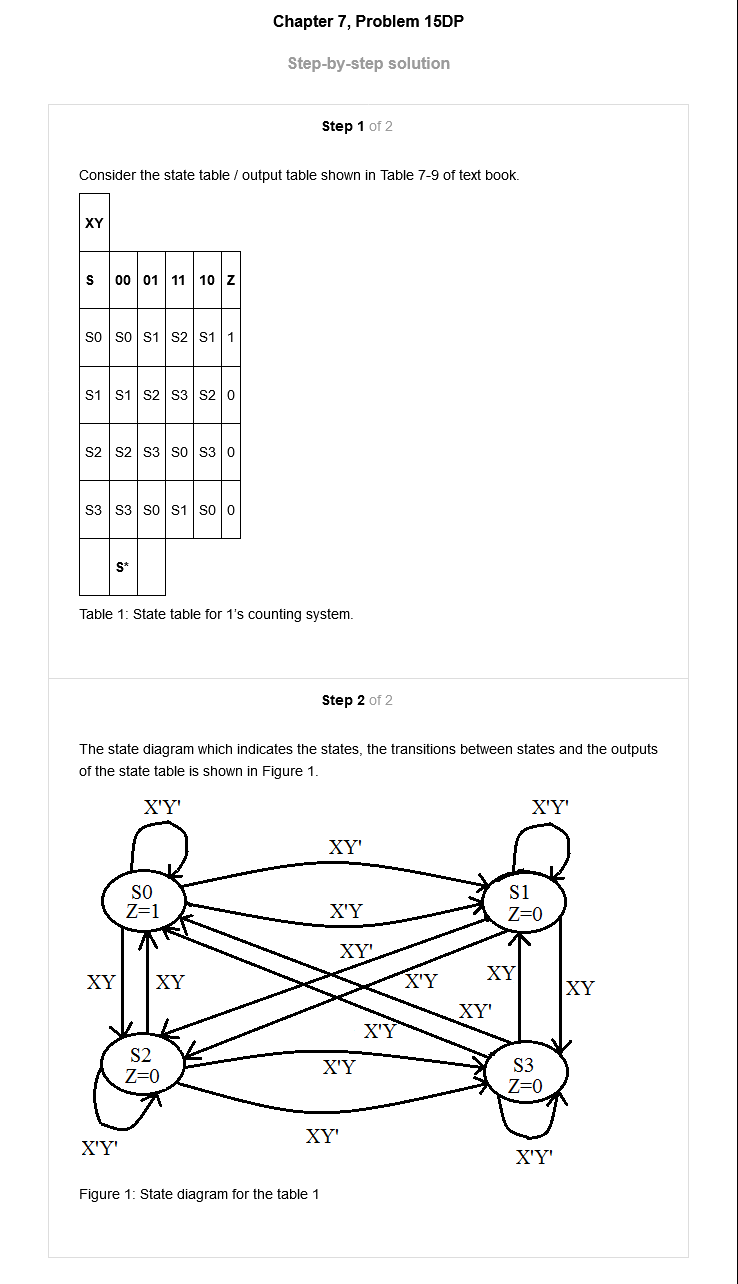 Chapter 7, Problem 15DP
Step-by-step solution
Step 1 of 2
Consider the state table / output table shown in Table 7-9 of text book.
XY
S 00 01 11 10 Z
S0 S0 S1 S2 S1 1
S1 S1 S2 S3 S2 0
S2 S2 S3 S0 S3 0
S3 S3 S0 S1 S0 0
S*
Table 1: State table for 1's counting system.
Step 2 of 2
The state diagram which indicates the states, the transitions between states and the outputs
of the state table is shown in Figure 1.
X'Y' X'Y'
XY'
S0 S1
Z=1 X'Y Z=0
XY'
XY XY X'Y XY XY
XY'
X'Y
S2 X'Y S3
Z=0 Z=0
XY'
X'Y' X'Y'
Figure 1: State diagram for the table 1